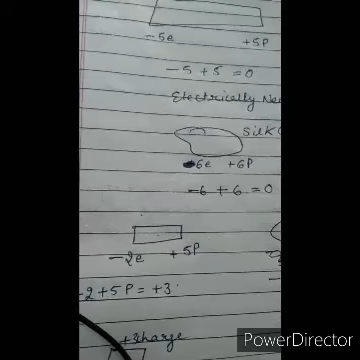 -5e +5P
-5 + 5 = 0
Electrically Ne
Silk
6e +6P
-6 + 6 = 0
-2e +5P
-2 + 5P = +3
+3harge
PowerDirector